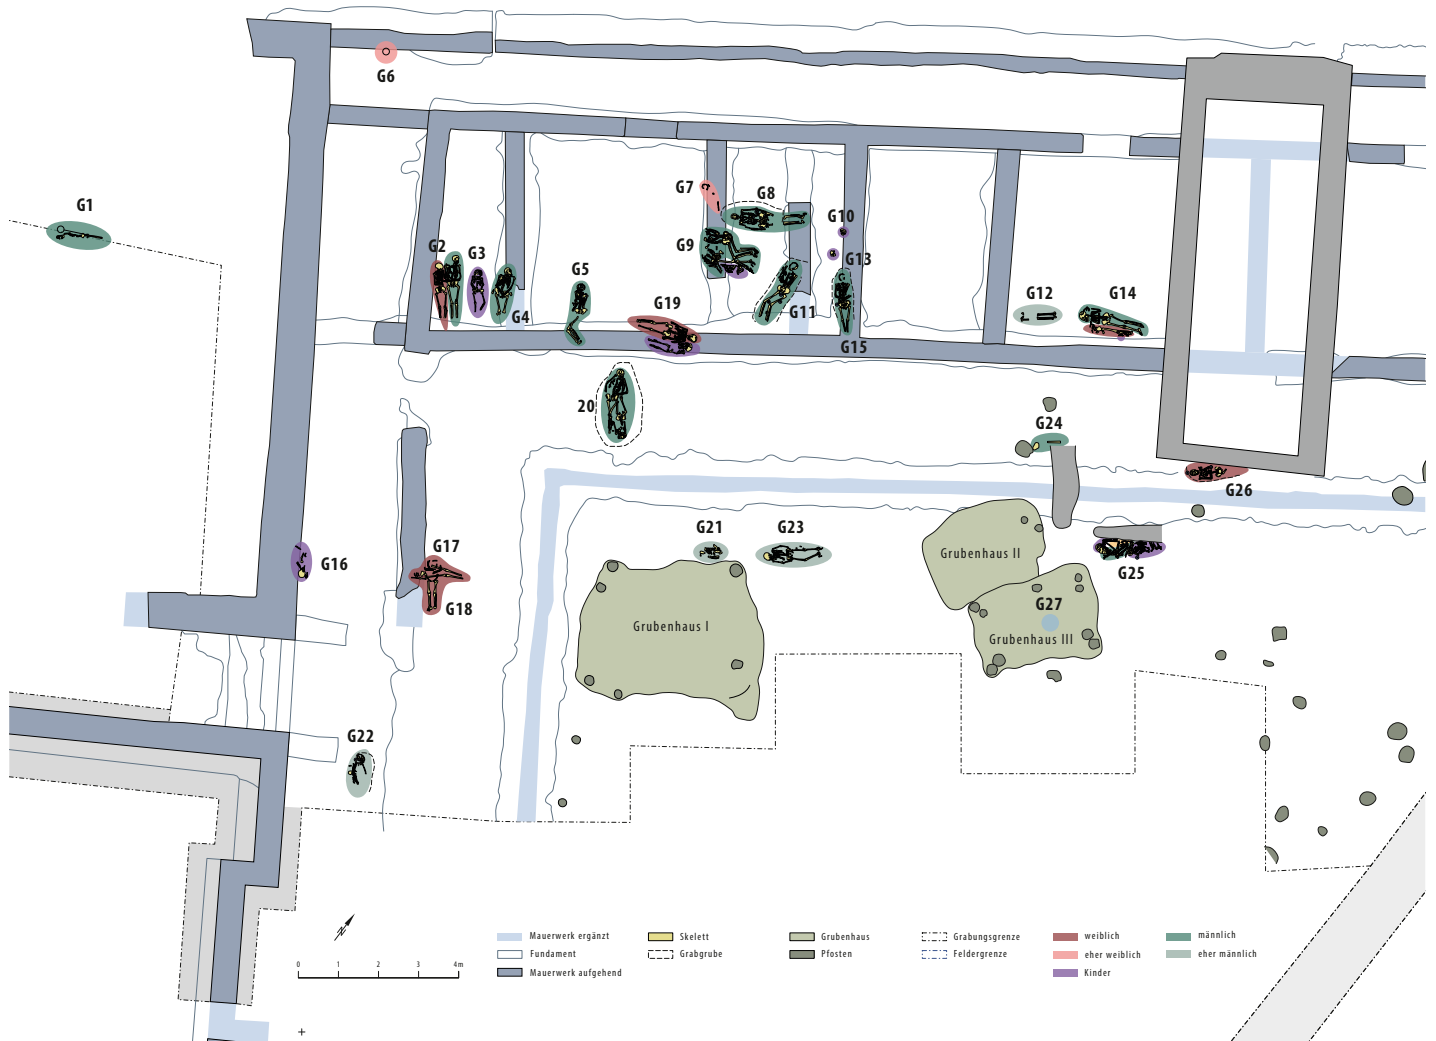 G6
G1
G7
G8
G2
G3
G10
G9
G5
G13
G12
G14
G19
G4
G11
G15
20
G24
G26
G21
G23
G17
G16
G18
Grubenhaus II
G25
G27
Grubenhaus I
Grubenhaus III
G22
N
0 1 2 3 4m
Mauerwerk ergänzt
Fundament
Mauerwerk aufgehend
Skelett
Grabgrube
Grubenhaus
Pfosten
Grabungsgrenze
Feldergrenze
weiblich
eher weiblich
Kinder
männlich
eher männlich